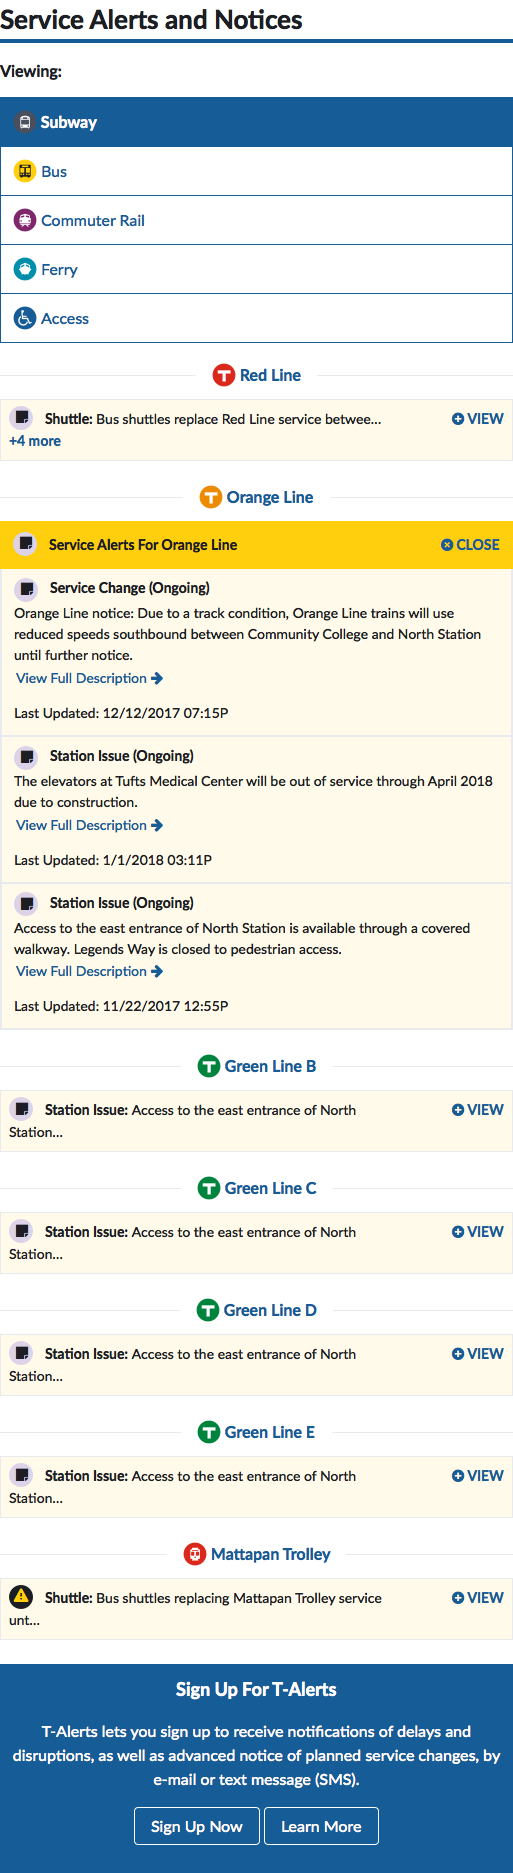 Service Alerts and Notices
Viewing:
Subway
Bus
Commuter Rail
Ferry
Access
T Red Line
Shuttle: Bus shuttles replace Red Line service betwee... VIEW
+4 more
T Orange Line
Service Alerts For Orange Line CLOSE
Service Change (Ongoing)
Orange Line notice: Due to a track condition, Orange Line trains will use
reduced speeds southbound between Community College and North Station
until further notice.
View Full Description
Last Updated: 12/12/2017 07:15P
Station Issue (Ongoing)
The elevators at Tufts Medical Center will be out of service through April 2018
due to construction.
View Full Description
Last Updated: 1/1/2018 03:11P
Station Issue (Ongoing)
Access to the east entrance of North Station is available through a covered
walkway. Legends Way is closed to pedestrian access.
View Full Description
Last Updated: 11/22/2017 12:55P
T Green Line B
Station Issue: Access to the east entrance of North VIEW
Station...
T Green Line C
Station Issue: Access to the east entrance of North VIEW
Station...
T Green Line D
Station Issue: Access to the east entrance of North VIEW
Station...
T Green Line E
Station Issue: Access to the east entrance of North VIEW
Station...
Mattapan Trolley
Shuttle: Bus shuttles replacing Mattapan Trolley service VIEW
unt...
Sign Up For T-Alerts
T-Alerts lets you sign up to receive notifications of delays and
disruptions, as well as advanced notice of planned service changes, by
e-mail or text message (SMS).
Sign Up Now Learn More